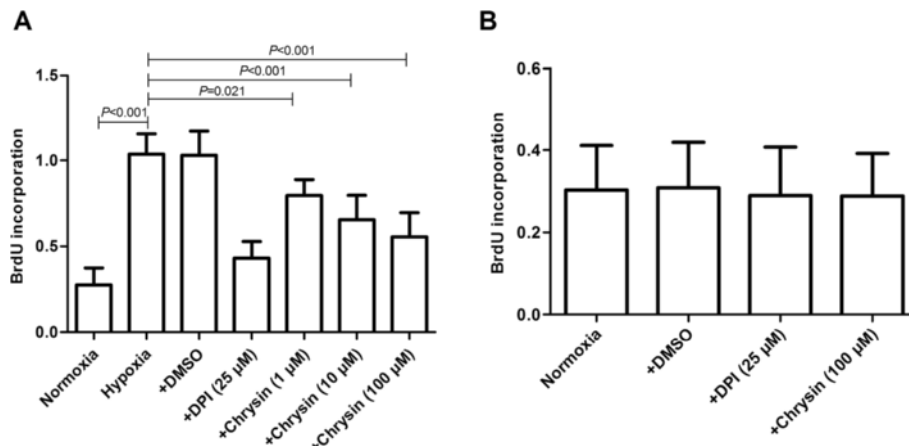 A
P<0.001
P<0.001
P=0.021
P<0.001
BrdU incorporation
1.5
1.0
0.5
0.0
Normoxia
Hypoxia
+DMSO
+DPI (25 µM)
+Chrysin (1 µM)
+Chrysin (10 µM)
+Chrysin (100 µM)
B
BrdU incorporation
0.6
0.4
0.2
0.0
Normoxia
+DMSO
+DPI (25 µM)
+Chrysin (100 µM)